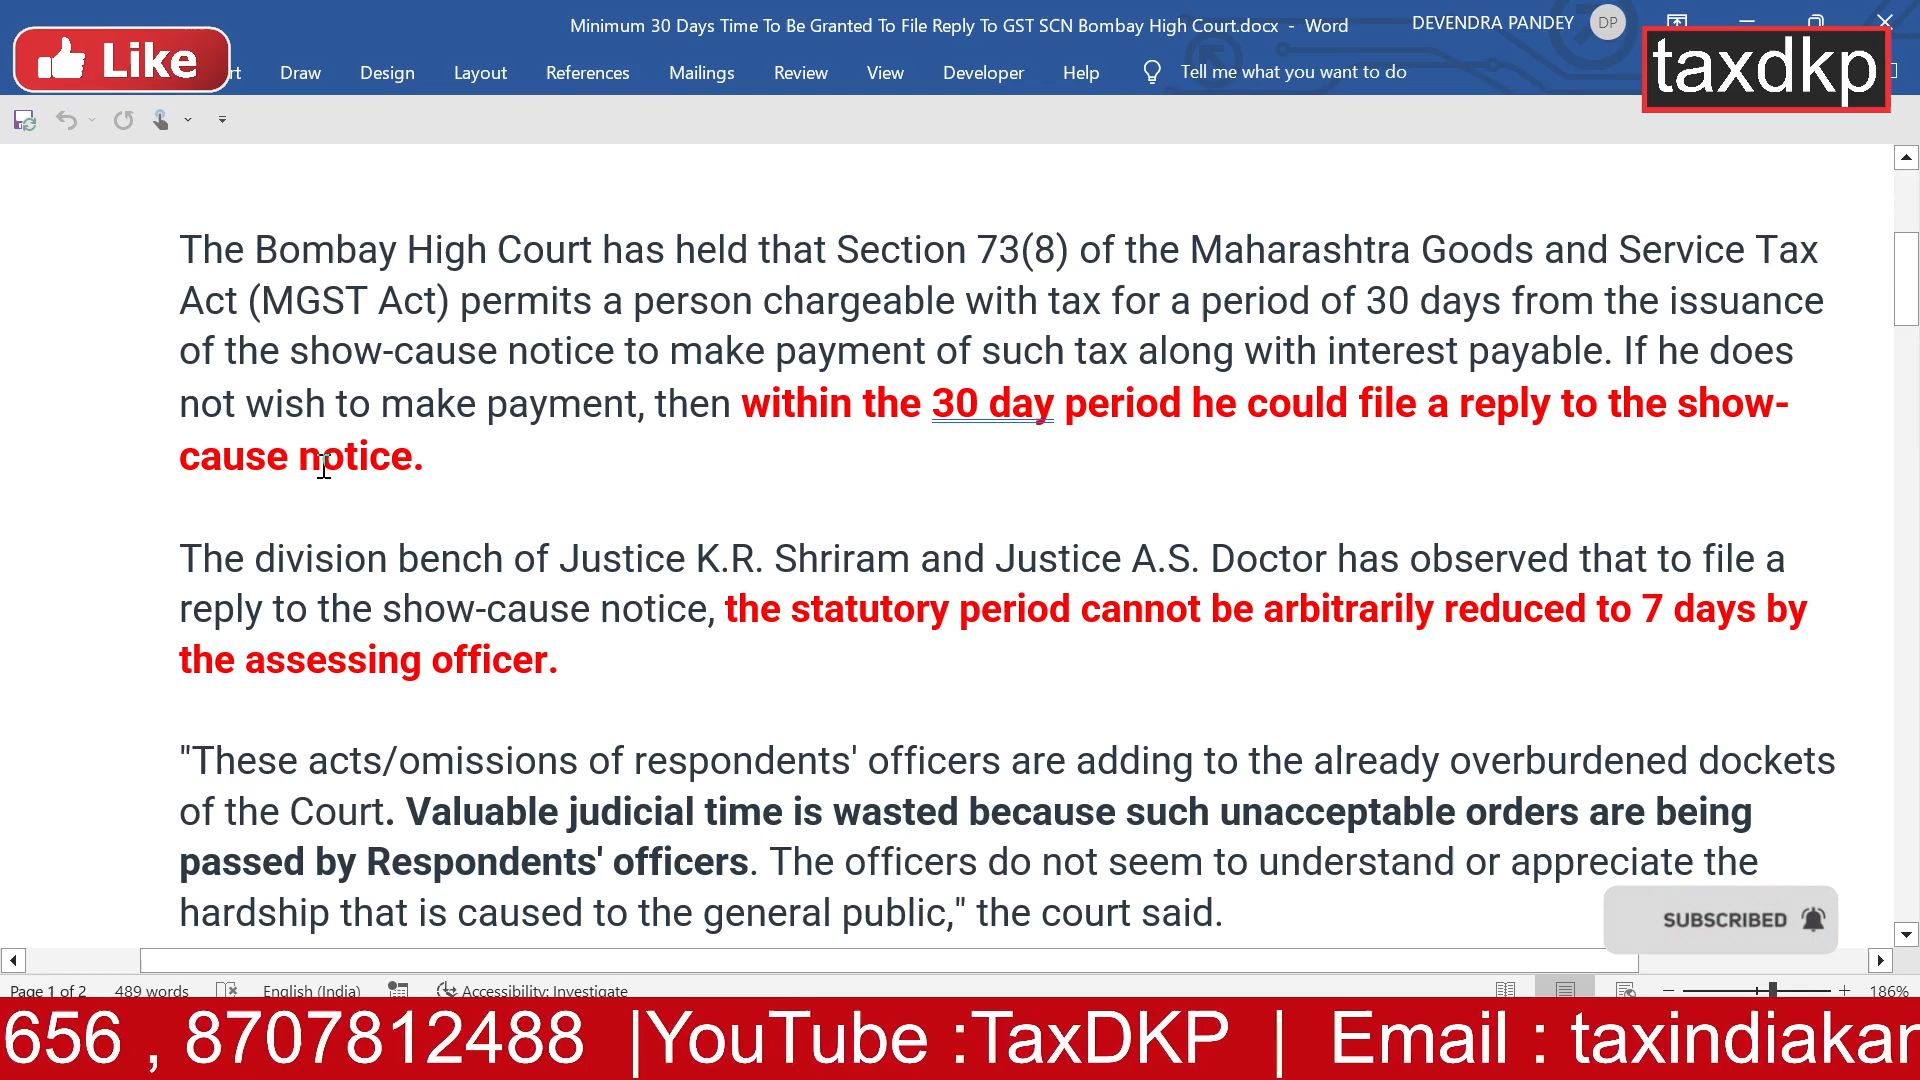 Minimum 30 Days Time To Be Granted To File Reply To GST SCN Bombay High Court.docx - Word
DEVENDRA PANDEY DP
Like
rt Draw Design Layout References Mailings Review View Developer Help Tell me what you want to do
taxdkp
The Bombay High Court has held that Section 73(8) of the Maharashtra Goods and Service Tax
Act (MGST Act) permits a person chargeable with tax for a period of 30 days from the issuance
of the show-cause notice to make payment of such tax along with interest payable. If he does
not wish to make payment, then within the 30 day period he could file a reply to the show-
cause notice.
The division bench of Justice K.R. Shriram and Justice A.S. Doctor has observed that to file a
reply to the show-cause notice, the statutory period cannot be arbitrarily reduced to 7 days by
the assessing officer.
"These acts/omissions of respondents' officers are adding to the already overburdened dockets
of the Court. Valuable judicial time is wasted because such unacceptable orders are being
passed by Respondents' officers. The officers do not seem to understand or appreciate the
hardship that is caused to the general public," the court said.
SUBSCRIBED
Page 1 of 2 489 words English (India) Accessibility: Investigate 186%
656 , 8707812488 |YouTube :TaxDKP | Email : taxindiakar